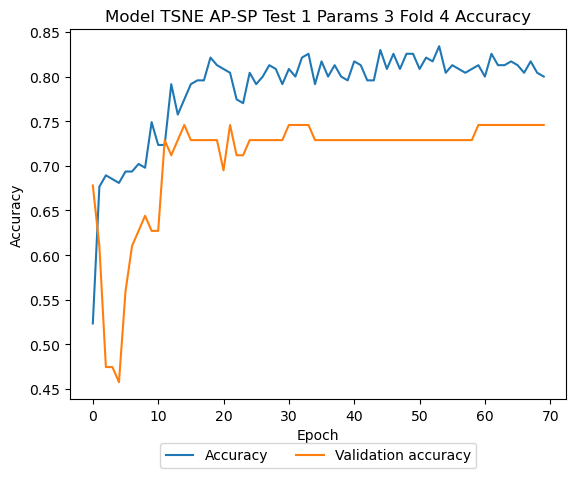 Model TSNE AP-SP Test 1 Params 3 Fold 4 Accuracy
0.85
0.80
0.75
0.70
0.65
0.60
0.55
0.50
0.45
Accuracy
0 10 20 30 40 50 60 70
Epoch
Accuracy Validation accuracy